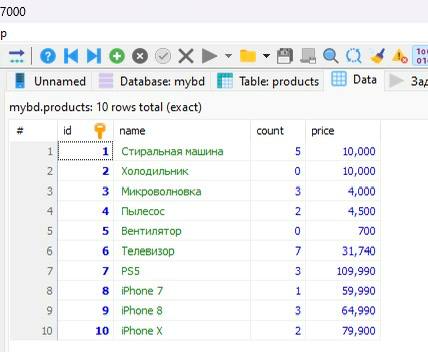 7000
p
Unnamed Database: mybd Table: products Data Зад
mybd.products: 10 rows total (exact)
# id name count price
1 1 Стиральная машина 5 10,000
2 2 Холодильник 0 10,000
3 3 Микроволновка 3 4,000
4 4 Пылесос 2 4,500
5 5 Вентилятор 0 700
6 6 Телевизор 7 31,740
7 7 PS5 3 109,990
8 8 iPhone 7 1 59,990
9 9 iPhone 8 3 64,990
10 10 iPhone X 2 79,900